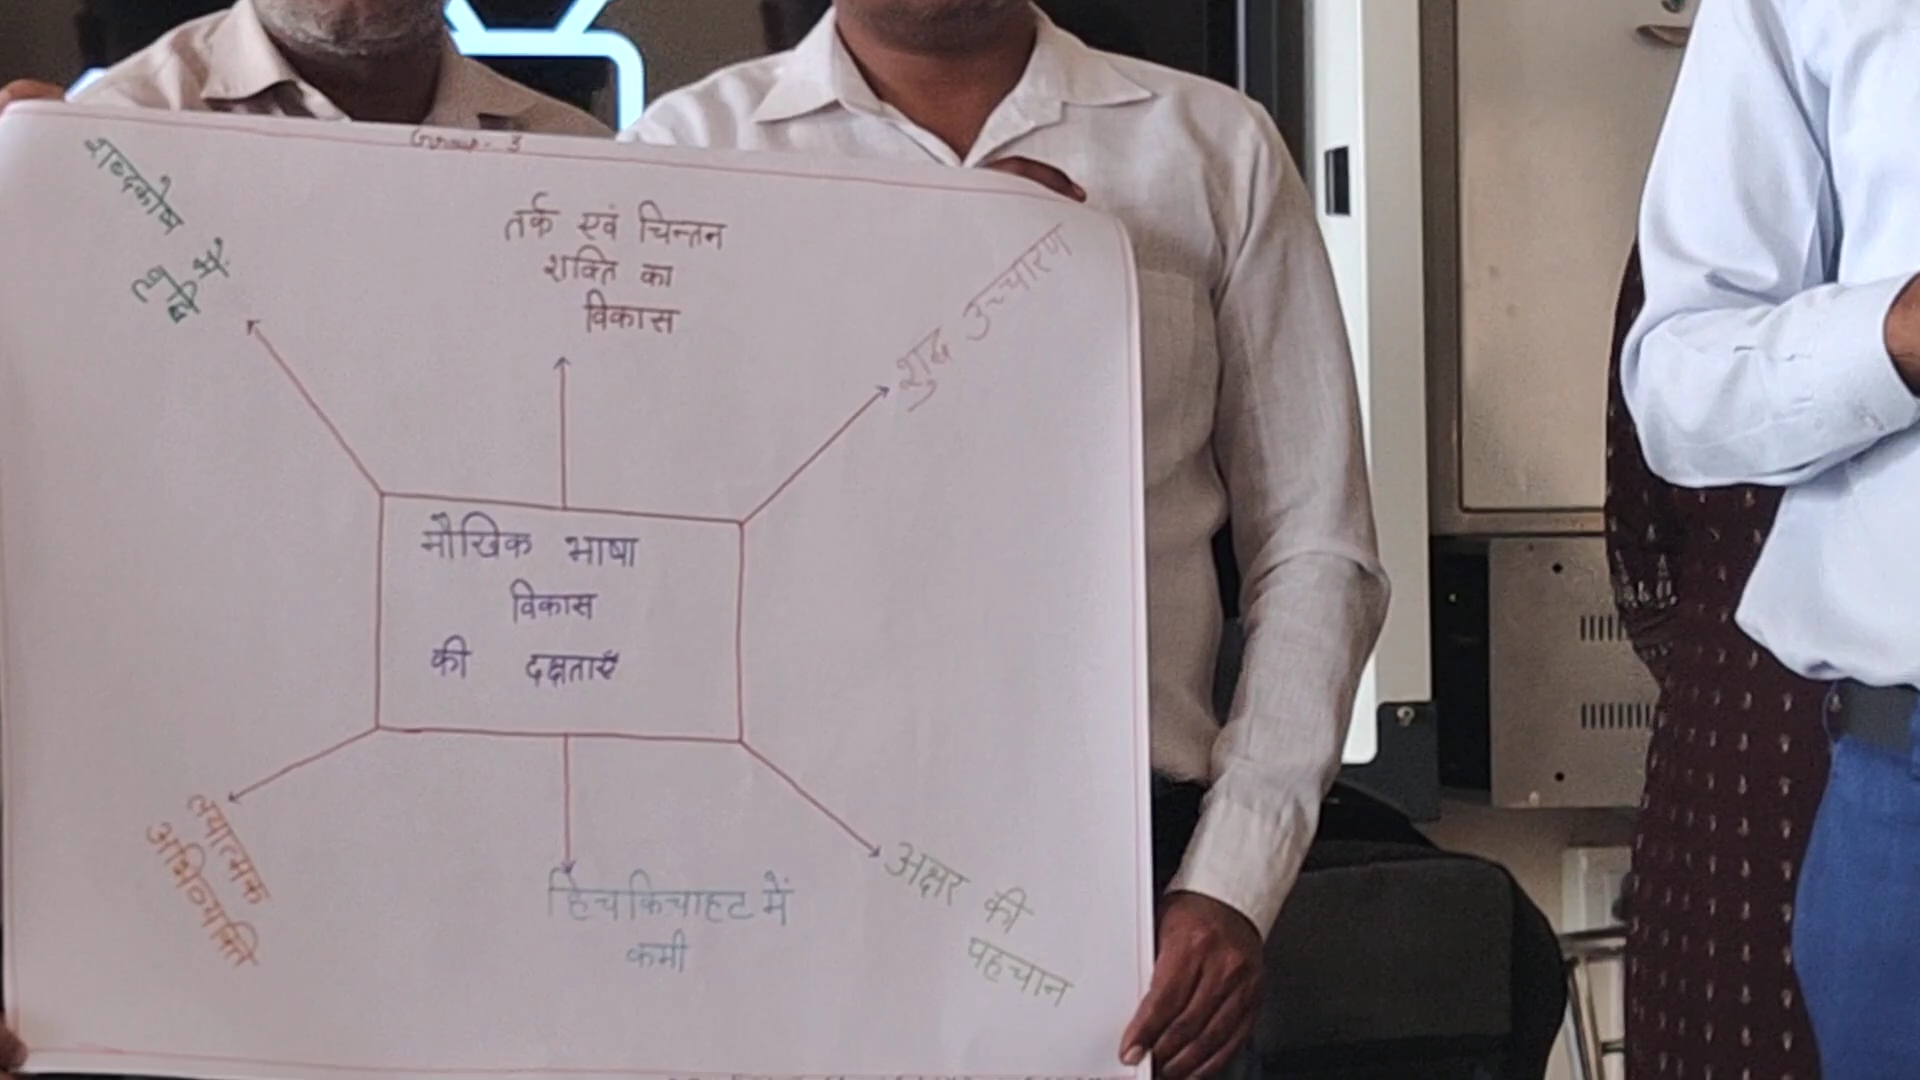 Group - 3
शब्दकोष में
वृद्धि
तर्क एवं चिन्तन
शक्ति का
विकास
शुद्ध उच्चारण
मौखिक भाषा
विकास
की दक्षताएँ
लयात्मक
अभिव्यक्ति
हिचकिचाहट में
कमी
अक्षर की
पहचान